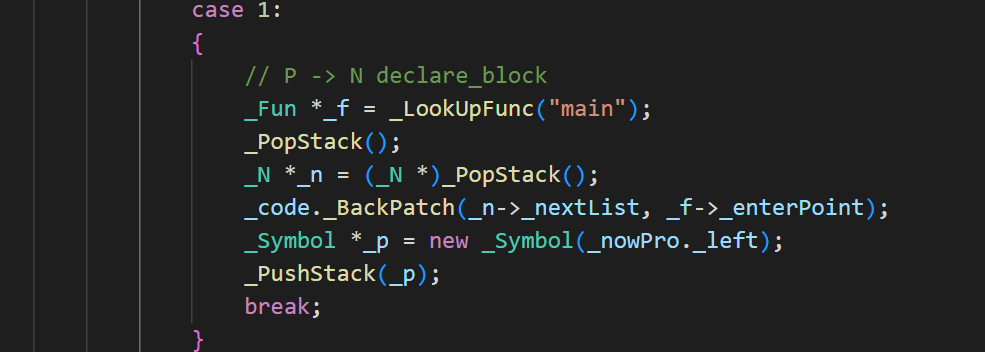 case 1:
{
// P -> N declare_block
_Fun *_f = _LookUpFunc("main");
_PopStack();
_N *_n = (_N *)_PopStack();
_code._BackPatch(_n->_nextList, _f->_enterPoint);
_Symbol *_p = new _Symbol(_nowPro._left);
_PushStack(_p);
break;
}